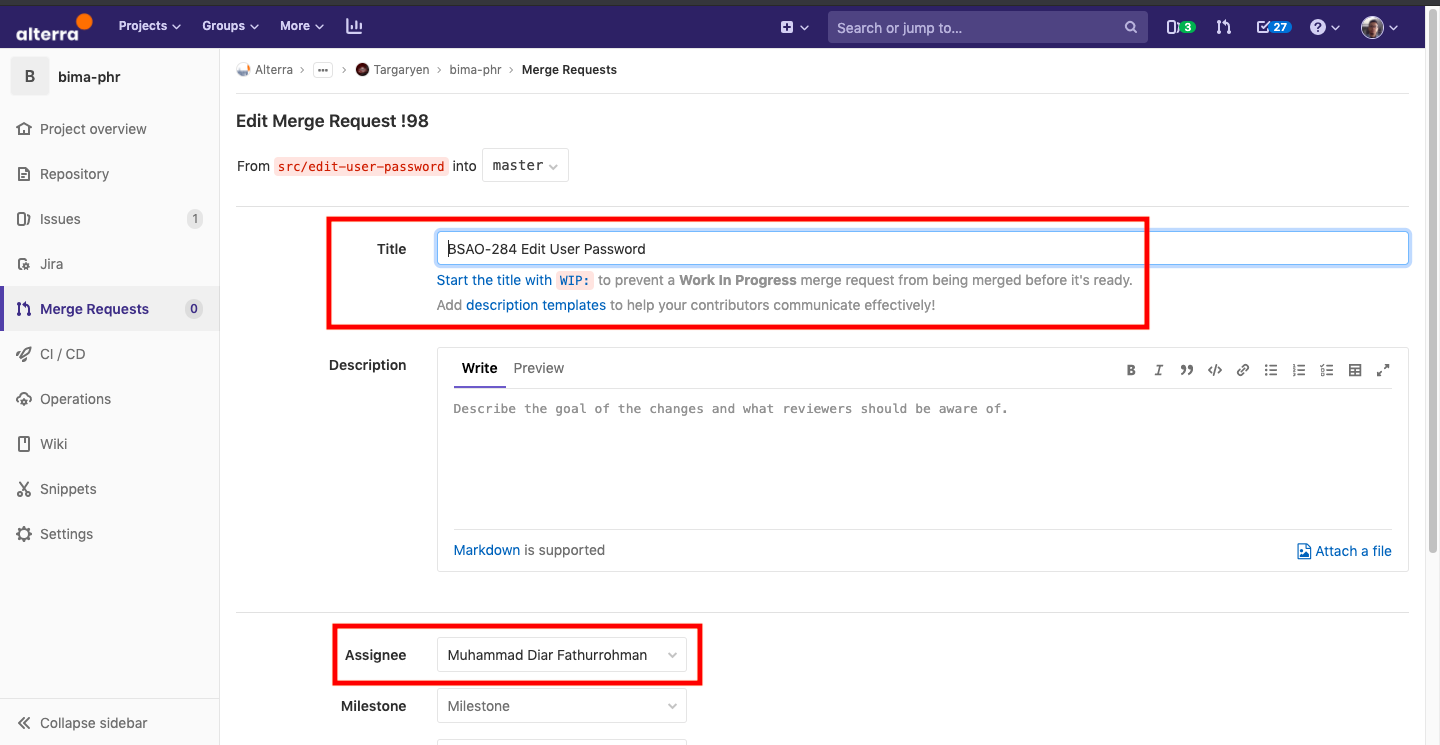 alterra
Projects Groups More
Search or jump to... 3 27
B bima-phr
Alterra > ... > Targaryen > bima-phr > Merge Requests
Project overview
Repository
Issues 1
Jira
Merge Requests 0
CI / CD
Operations
Wiki
Snippets
Settings
Collapse sidebar
Edit Merge Request !98
From src/edit-user-password into master
Title BSAO-284 Edit User Password
Start the title with WIP: to prevent a Work In Progress merge request from being merged before it's ready.
Add description templates to help your contributors communicate effectively!
Description Write Preview
Describe the goal of the changes and what reviewers should be aware of.
Markdown is supported Attach a file
Assignee Muhammad Diar Fathurrohman
Milestone Milestone